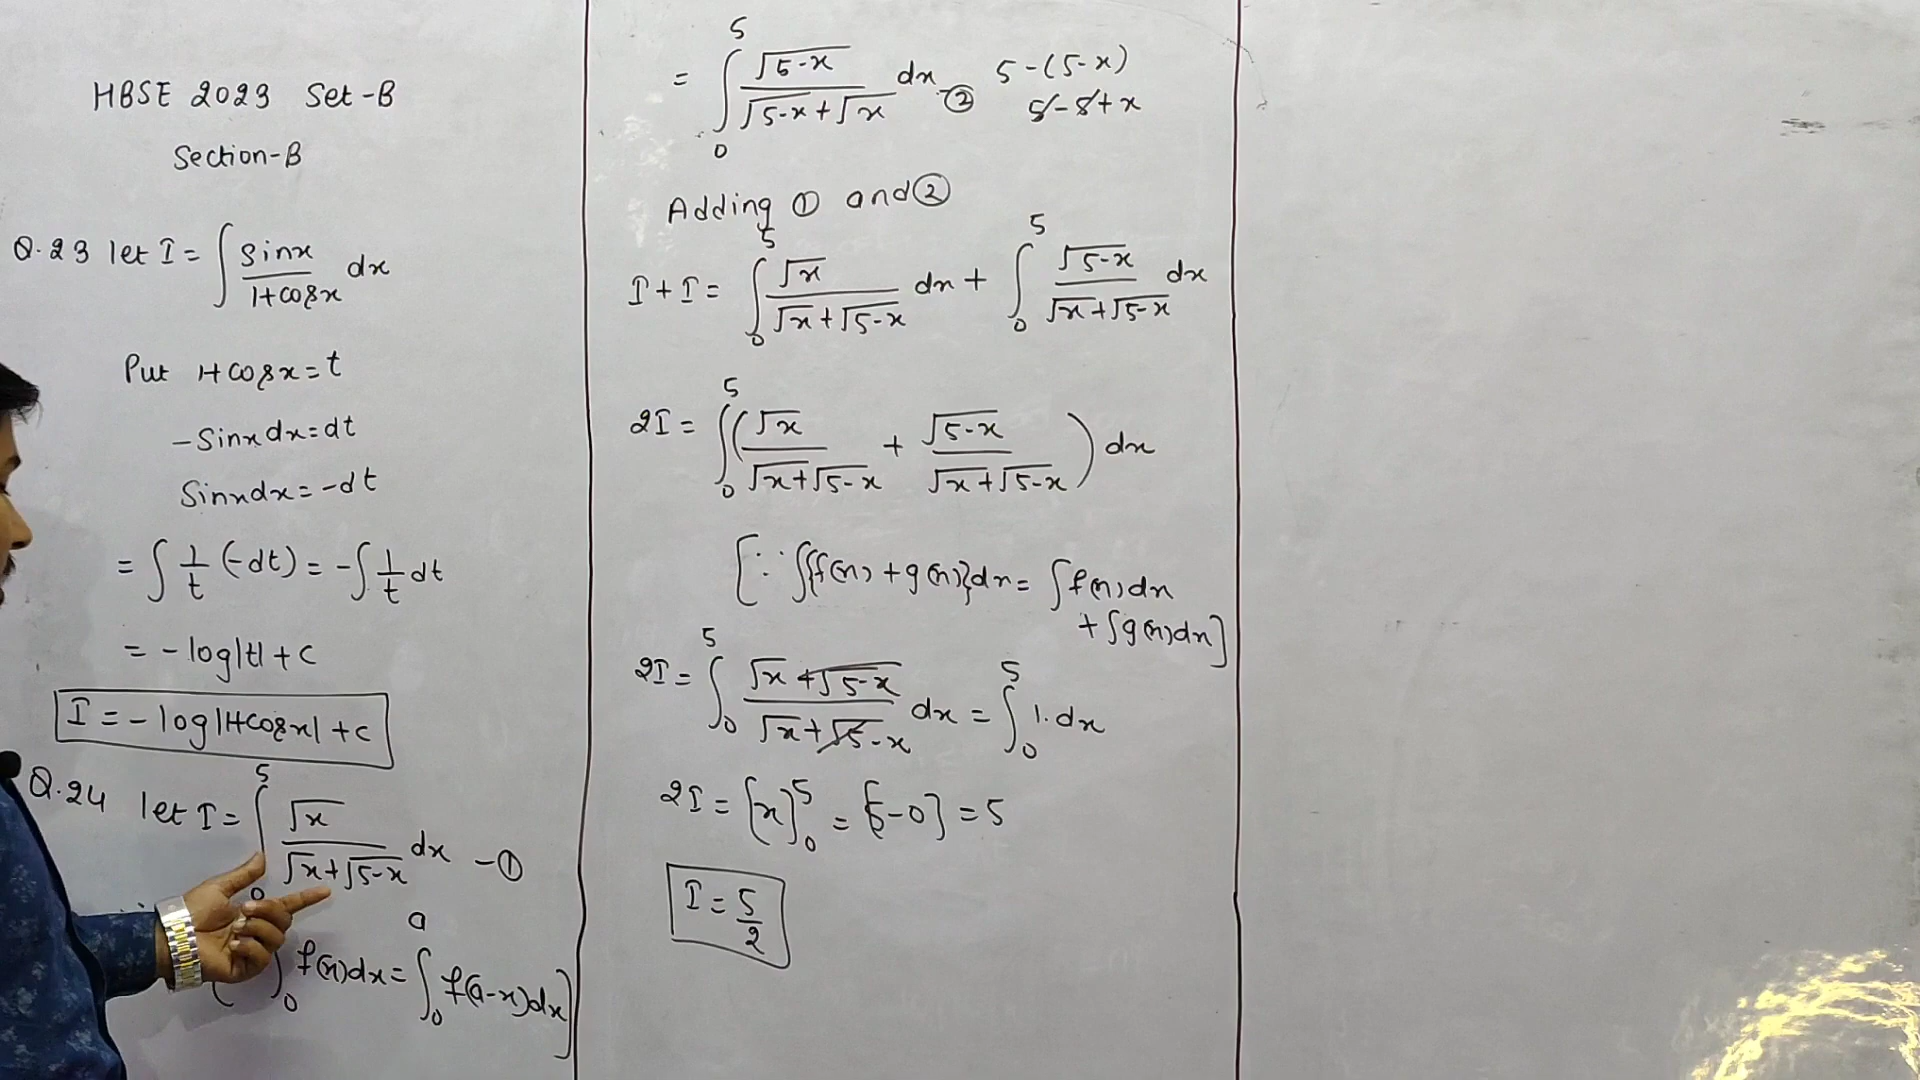 HBSE 2023 Set-B
Section-B
Q.23 let I = ∫ sinx/(1+cosx) dx
Put 1+cosx = t
-sinx dx = dt
sinx dx = -dt
= ∫ 1/t (-dt) = -∫ 1/t dt
= -log|t| + c
I = -log|1+cosx| + c
Q.24 let I = ∫₀⁵ √x/(√x+√5-x) dx -①
∫₀ f(x)dx = ∫₀ᵃ f(a-x)dx]
= ∫₀⁵ √5-x/(√5-x+√x) dx -② 5-(5-x)
5-5+x
Adding ① and ②
I+I = ∫₀⁵ √x/(√x+√5-x) dx + ∫₀⁵ √5-x/(√x+√5-x) dx
2I = ∫₀⁵ (√x/(√x+√5-x) + √5-x/(√x+√5-x)) dx
[∵ ∫{f(x)+g(x)}dx = ∫f(x)dx
+∫g(x)dx]
2I = ∫₀⁵ √x+√5-x/(√x+√5-x) dx = ∫₀⁵ 1.dx
2I = [x]₀⁵ = [5-0] = 5
I = 5/2